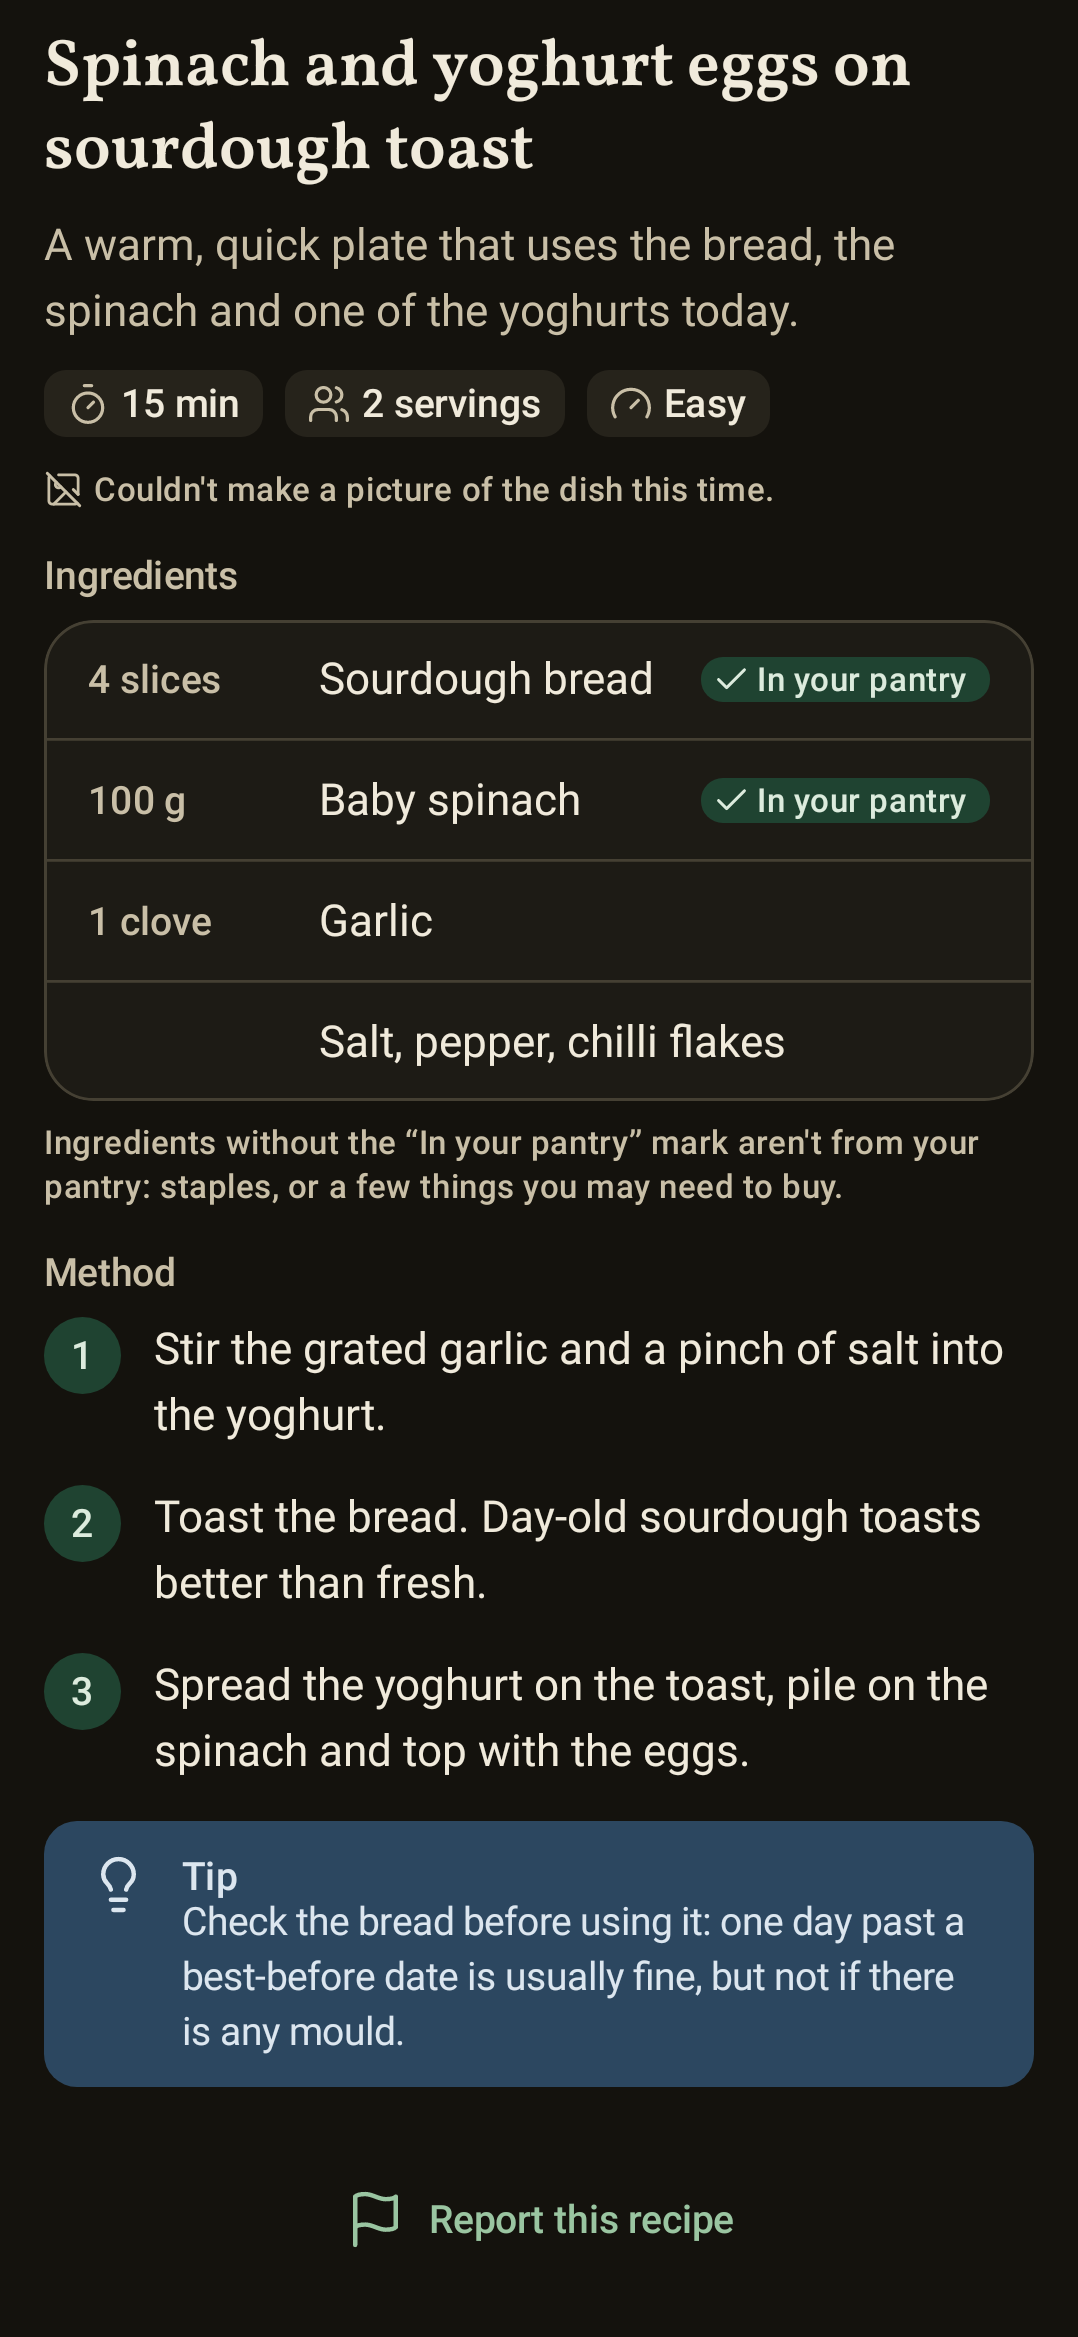 Spinach and yoghurt eggs on
sourdough toast
A warm, quick plate that uses the bread, the
spinach and one of the yoghurts today.
15 min
2 servings
Easy
Couldn't make a picture of the dish this time.
Ingredients
4 slices Sourdough bread In your pantry
100 g Baby spinach In your pantry
1 clove Garlic
Salt, pepper, chilli flakes
Ingredients without the “In your pantry” mark aren't from your
pantry: staples, or a few things you may need to buy.
Method
1 Stir the grated garlic and a pinch of salt into
the yoghurt.
2 Toast the bread. Day-old sourdough toasts
better than fresh.
3 Spread the yoghurt on the toast, pile on the
spinach and top with the eggs.
Tip
Check the bread before using it: one day past a
best-before date is usually fine, but not if there
is any mould.
Report this recipe